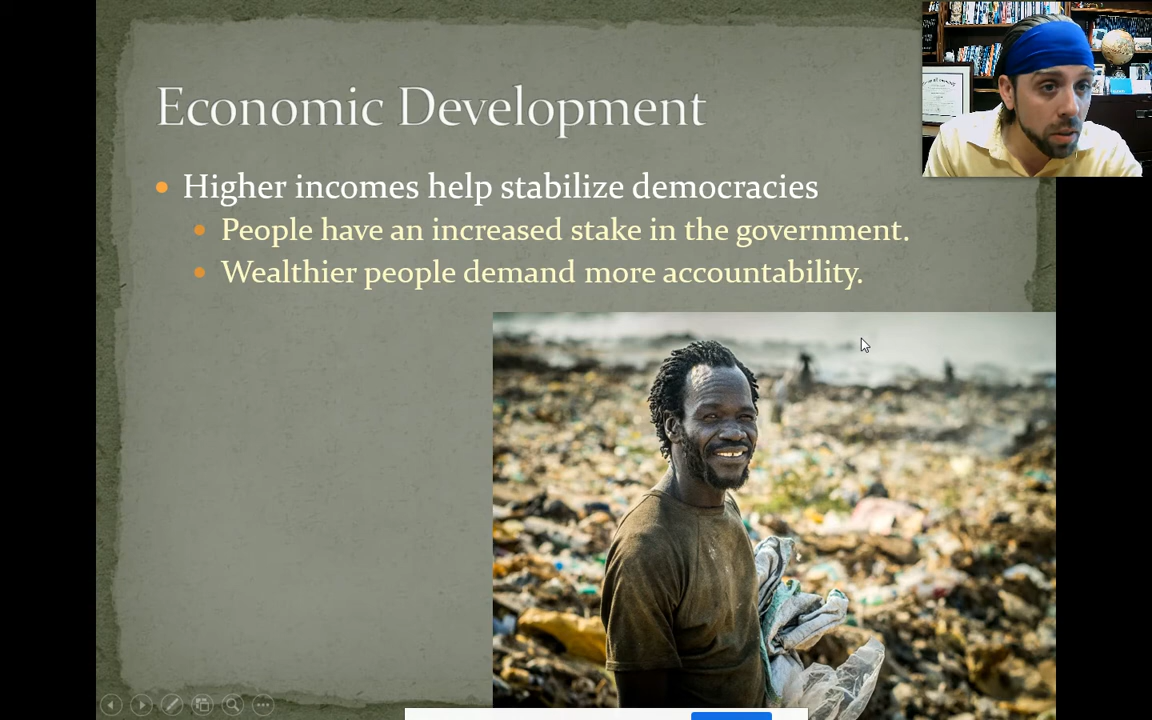 Economic Development
Higher incomes help stabilize democracies
People have an increased stake in the government.
Wealthier people demand more accountability.